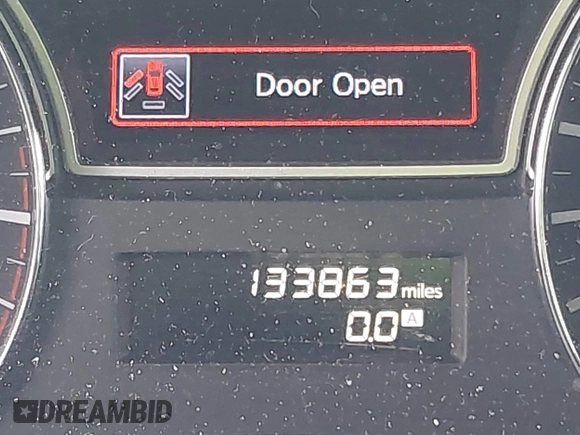 Door Open
133863 miles
0.0 A
DREAMBID